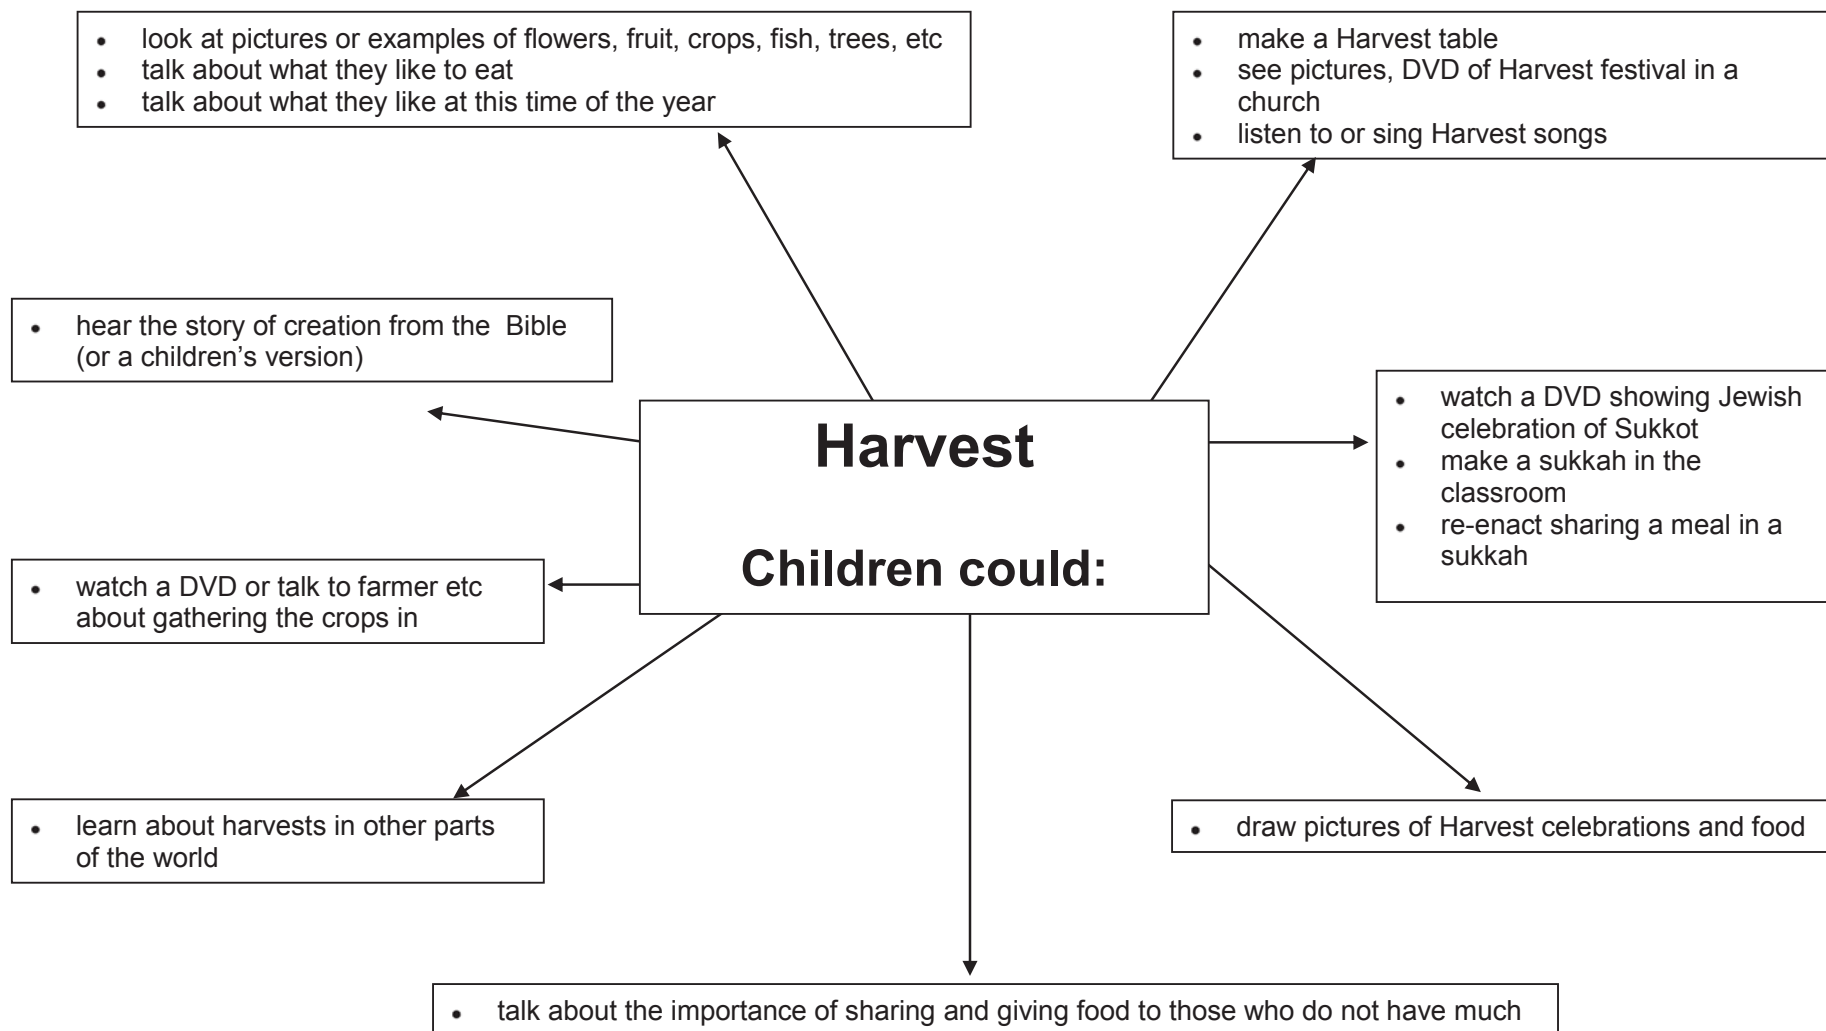 • look at pictures or examples of flowers, fruit, crops, fish, trees, etc
• talk about what they like to eat
• talk about what they like at this time of the year
• make a Harvest table
• see pictures, DVD of Harvest festival in a
church
• listen to or sing Harvest songs
• hear the story of creation from the  Bible
(or a children’s version)
Harvest
Children could:
• watch a DVD showing Jewish
celebration of Sukkot
• make a sukkah in the
classroom
• re-enact sharing a meal in a
sukkah
• watch a DVD or talk to farmer etc
about gathering the crops in
• learn about harvests in other parts
of the world
• draw pictures of Harvest celebrations and food
• talk about the importance of sharing and giving food to those who do not have much